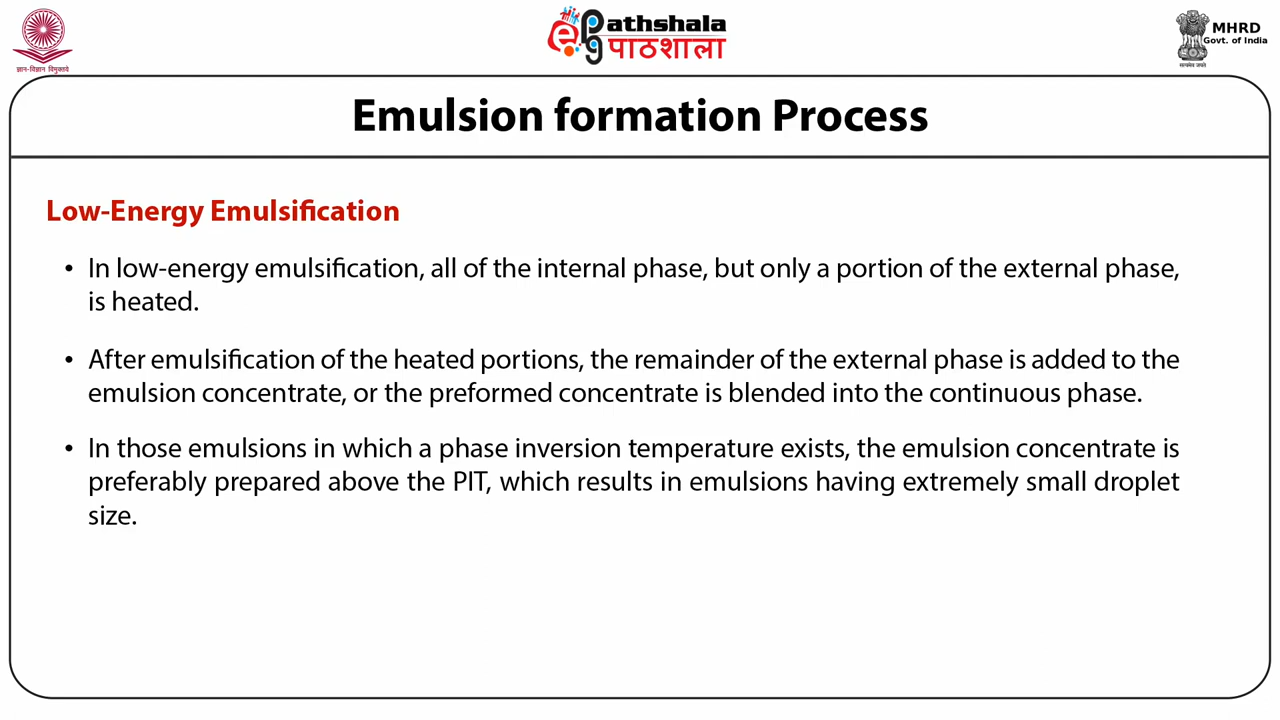 ज्ञान-विज्ञान विमुक्तये
ePathshala
पाठशाला
MHRD
Govt. of India
सत्यमेव जयते
Emulsion formation Process
Low-Energy Emulsification
• In low-energy emulsification, all of the internal phase, but only a portion of the external phase,
is heated.
• After emulsification of the heated portions, the remainder of the external phase is added to the
emulsion concentrate, or the preformed concentrate is blended into the continuous phase.
• In those emulsions in which a phase inversion temperature exists, the emulsion concentrate is
preferably prepared above the PIT, which results in emulsions having extremely small droplet
size.